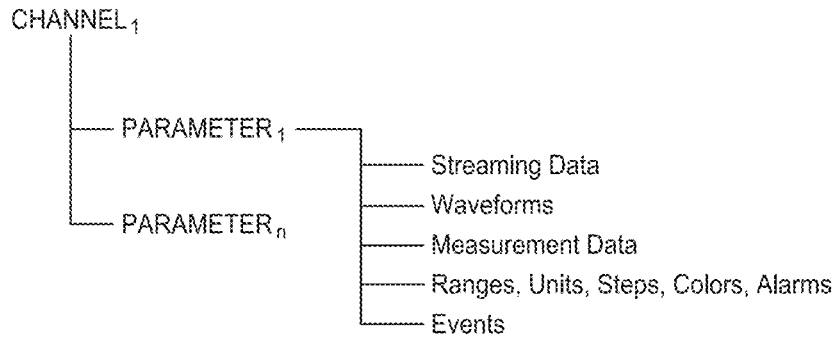 CHANNEL₁
PARAMETER₁
Streaming Data
Waveforms
Measurement Data
Ranges, Units, Steps, Colors, Alarms
Events
PARAMETERₙ